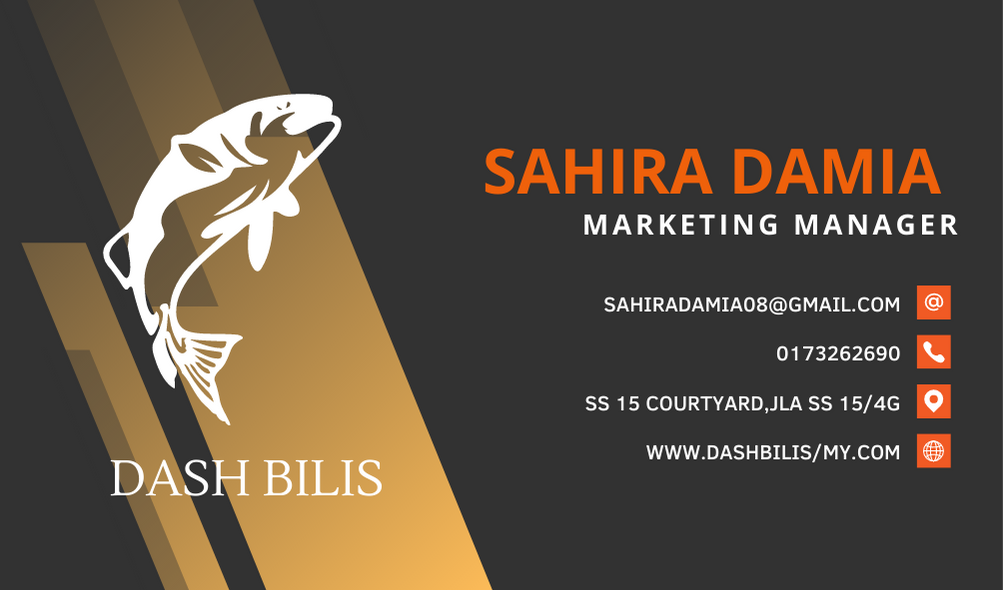 SAHIRA DAMIA
MARKETING MANAGER
SAHIRADAMIA08@GMAIL.COM
0173262690
SS 15 COURTYARD,JLA SS 15/4G
WWW.DASHBILIS/MY.COM
DASH BILIS